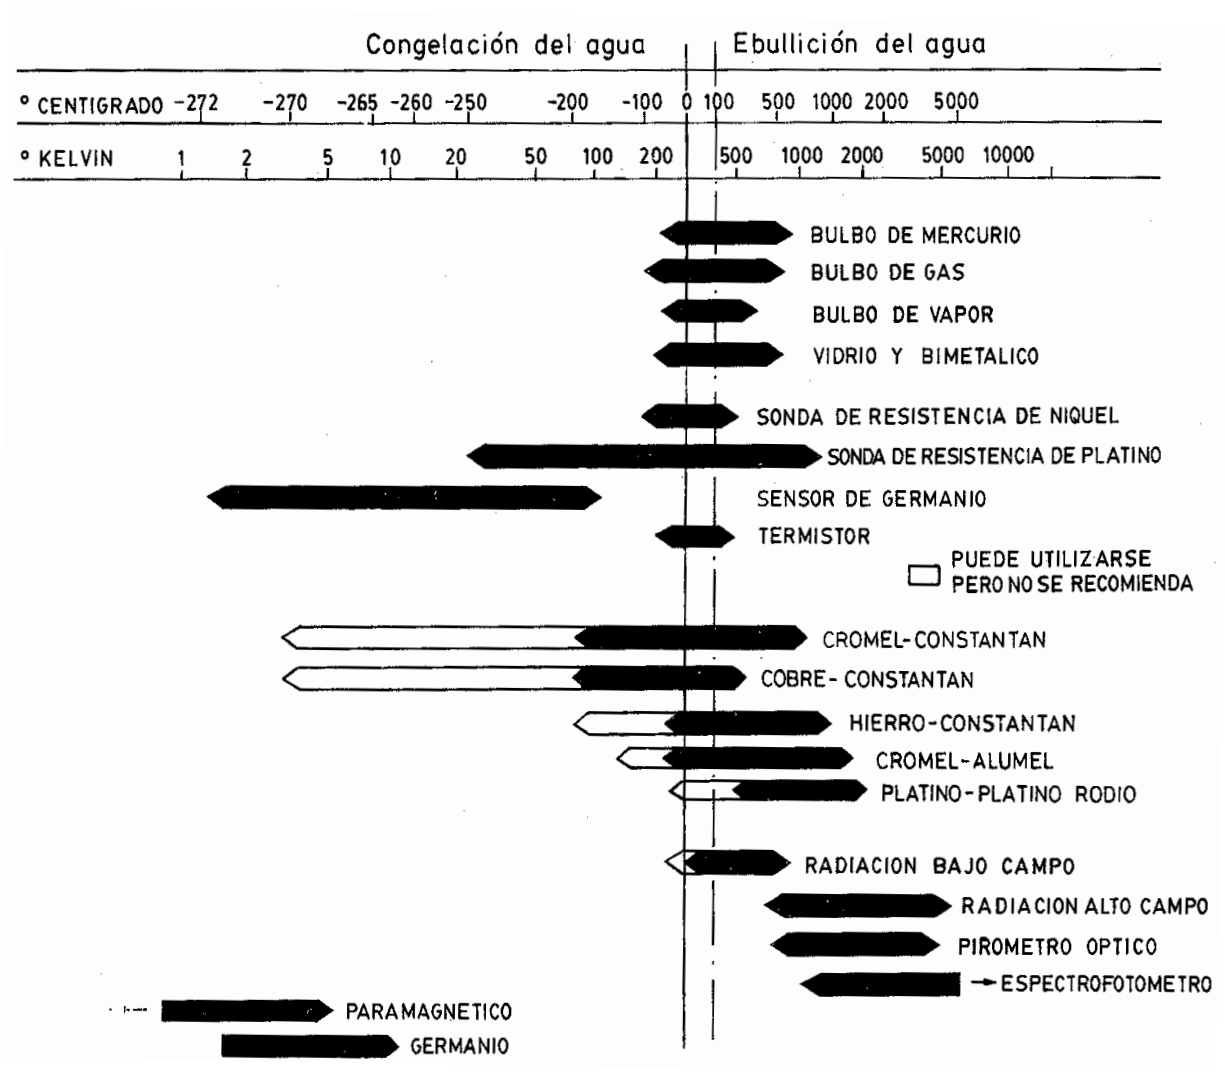 Congelación del agua Ebullición del agua
° CENTIGRADO -272 -270 -265 -260 -250 -200 -100 0 100 500 1000 2000 5000
° KELVIN 1 2 5 10 20 50 100 200 500 1000 2000 5000 10000
BULBO DE MERCURIO
BULBO DE GAS
BULBO DE VAPOR
VIDRIO Y BIMETALICO
SONDA DE RESISTENCIA DE NIQUEL
SONDA DE RESISTENCIA DE PLATINO
SENSOR DE GERMANIO
TERMISTOR
PUEDE UTILIZARSE
PERO NO SE RECOMIENDA
CROMEL-CONSTANTAN
COBRE-CONSTANTAN
HIERRO-CONSTANTAN
CROMEL-ALUMEL
PLATINO-PLATINO RODIO
RADIACION BAJO CAMPO
RADIACION ALTO CAMPO
PIROMETRO OPTICO
ESPECTROFOTOMETRO
PARAMAGNETICO
GERMANIO